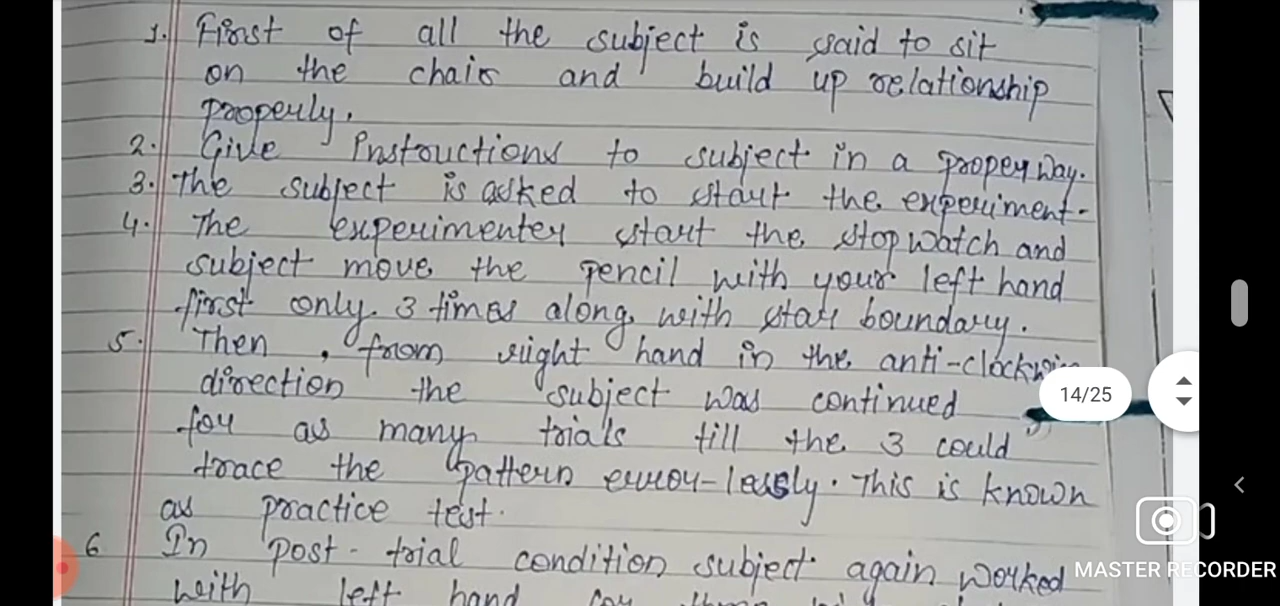 1. First of all the subject is said to sit
on the chair and build up relationship
properly.
2. Give Instructions to subject in a proper way.
3. The subject is asked to start the experiment.
4. The experimenter start the stopwatch and
subject move the pencil with your left hand
first only 3 times along with star boundary.
5. Then, from right hand in the anti-clockwise
direction the subject was continued
14/25
for as many trials till the 3 could
trace the pattern error-lessly. This is known
as practice test.
6 In post-trial condition subject again worked
MASTER RECORDER
with left hand for